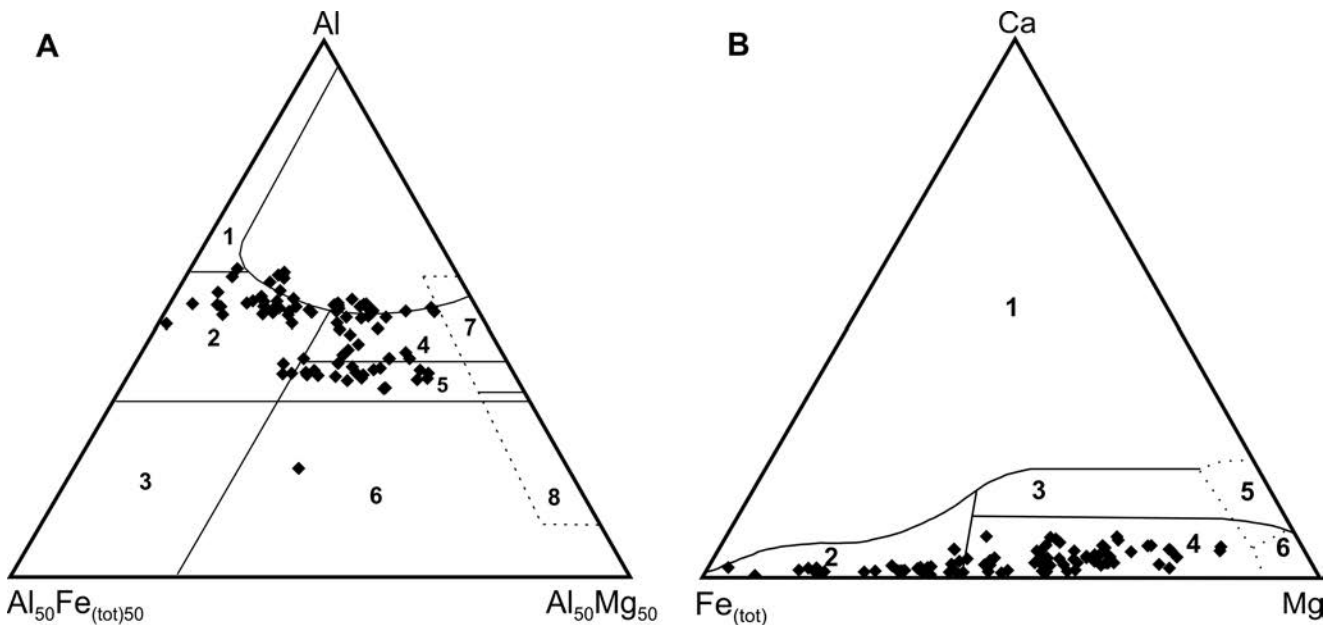 A
Al
1
2
3
4
5
6
7
8
Al₅₀Fe₍tot₎₅₀
Al₅₀Mg₅₀
B
Ca
1
2
3
4
5
6
Fe₍tot₎
Mg